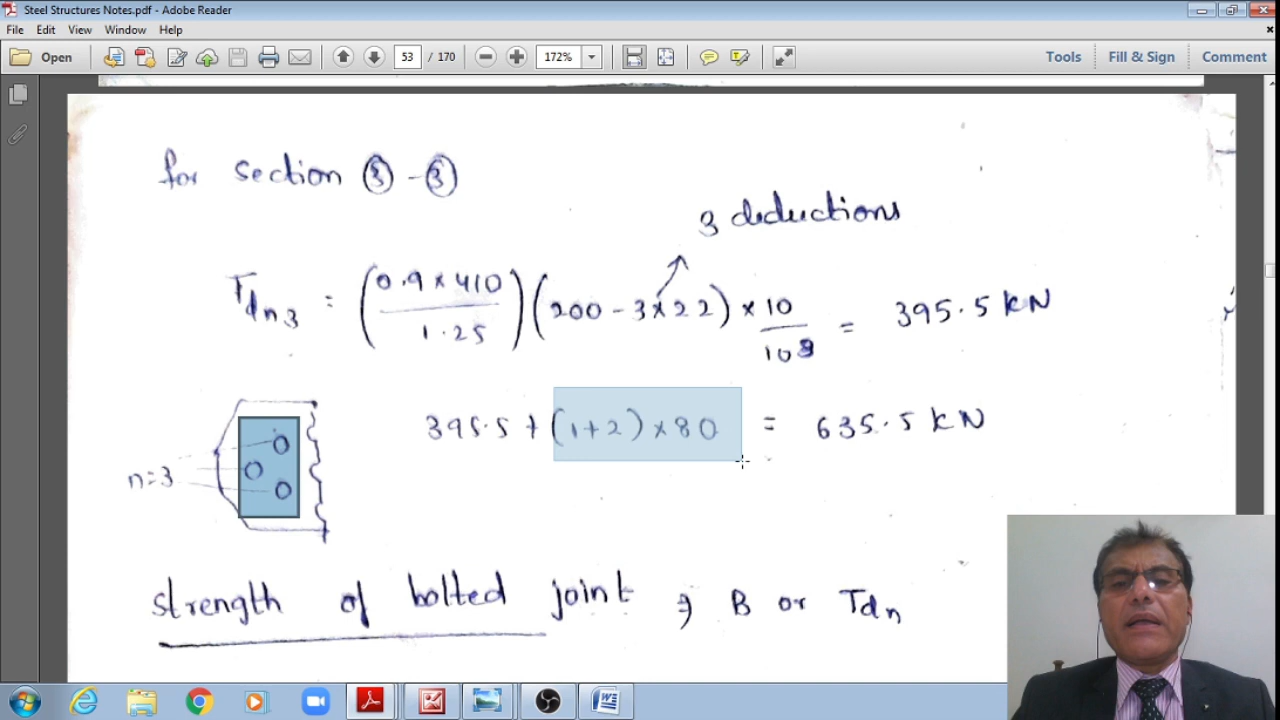 Steel Structures Notes.pdf - Adobe Reader
File Edit View Window Help
Open 53 / 170 172% Tools Fill & Sign Comment
for section ③ - ③
3 deductions
Tdn3 = (0.9 x 410 / 1.25) (200 - 3x22) x 10 / 10³ = 395.5 kN
395.5 + (1+2) x 80 = 635.5 kN
n=3
strength of bolted joint ⇒ B or Tdn